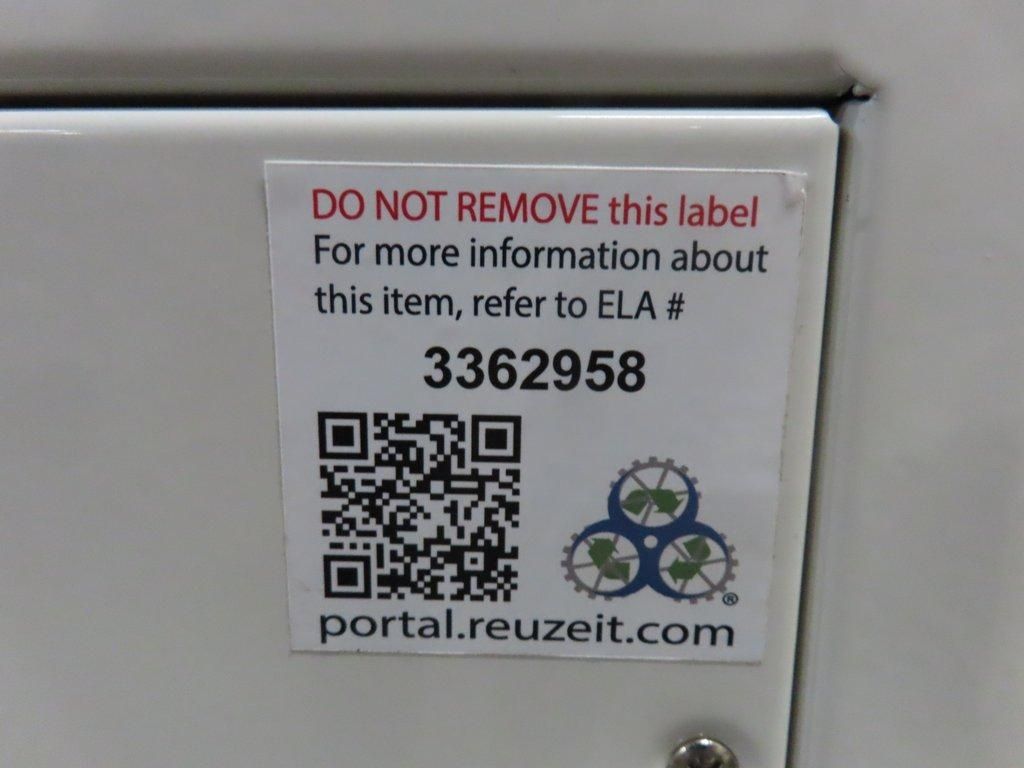 DO NOT REMOVE this label
For more information about
this item, refer to ELA #
3362958
®
portal.reuzeit.com